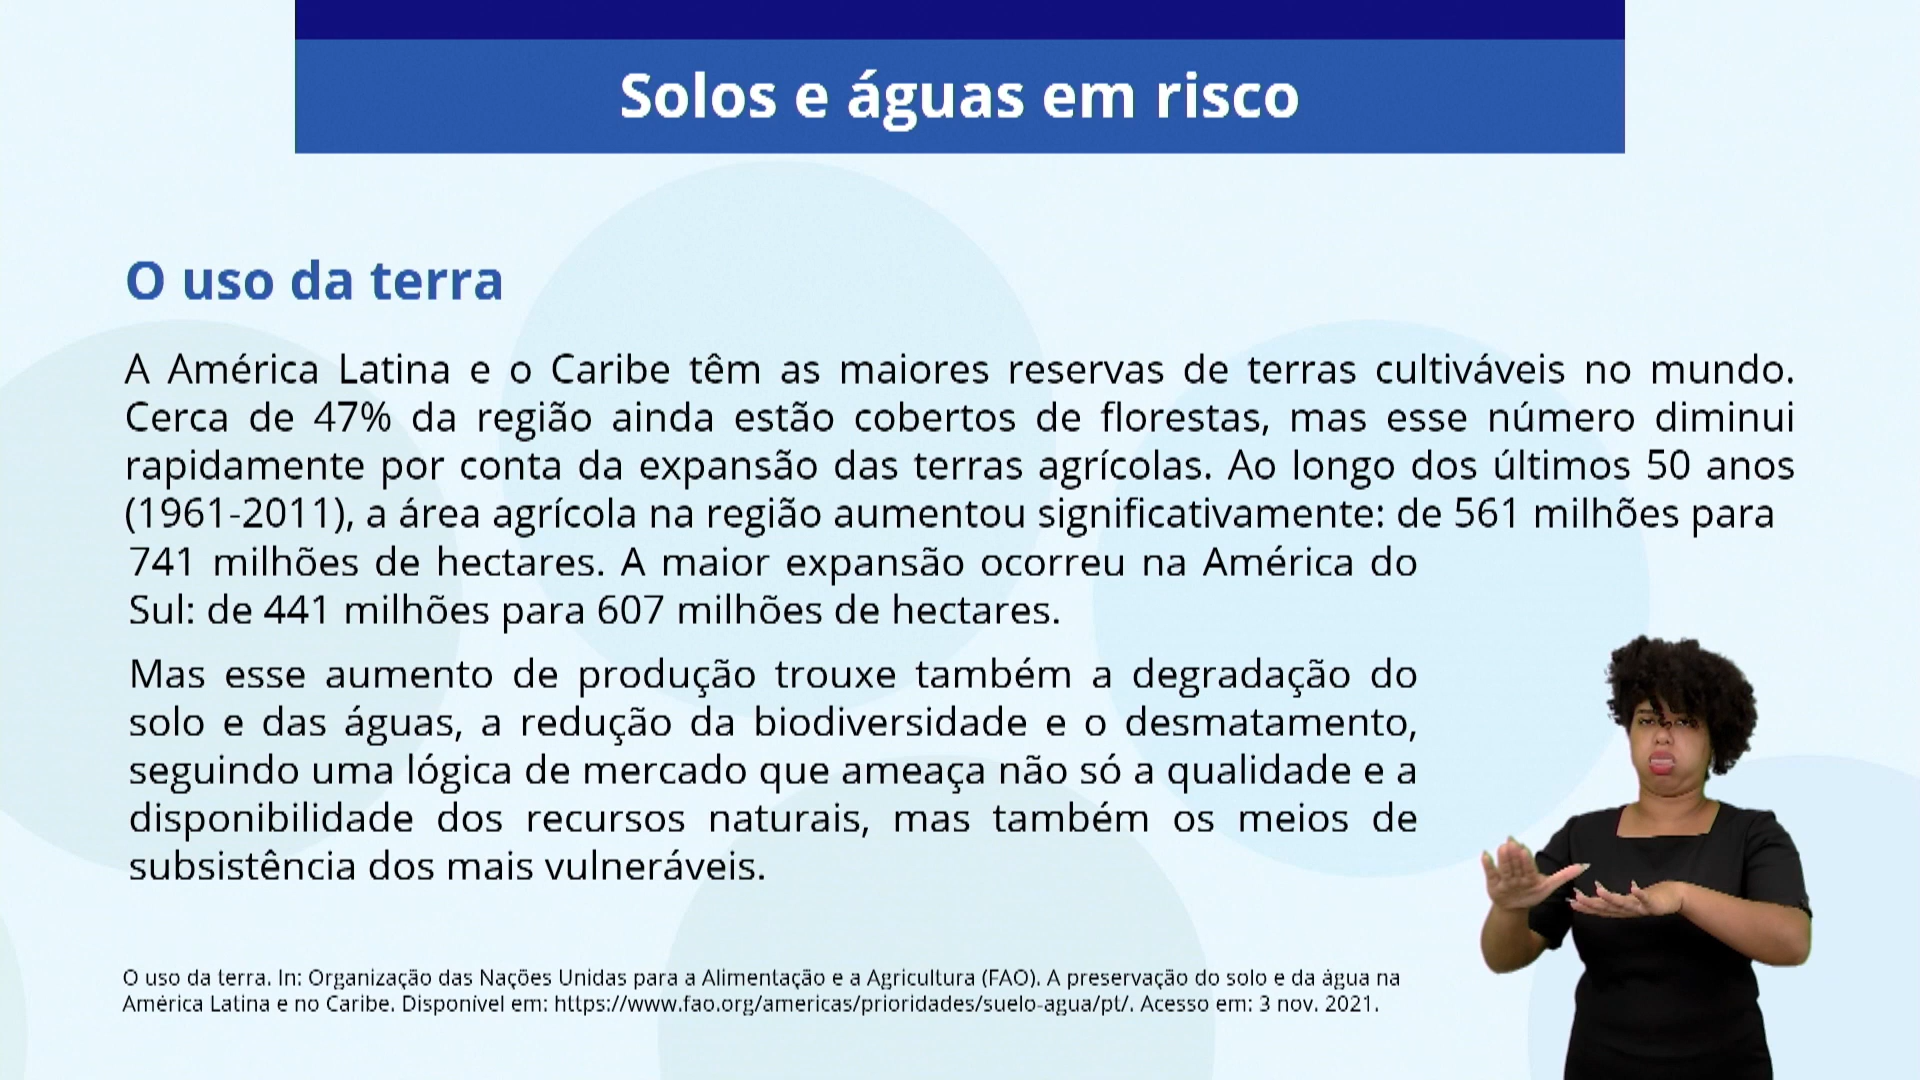 Solos e águas em risco
O uso da terra
A América Latina e o Caribe têm as maiores reservas de terras cultiváveis no mundo.
Cerca de 47% da região ainda estão cobertos de florestas, mas esse número diminui
rapidamente por conta da expansão das terras agrícolas. Ao longo dos últimos 50 anos
(1961-2011), a área agrícola na região aumentou significativamente: de 561 milhões para
741 milhões de hectares. A maior expansão ocorreu na América do
Sul: de 441 milhões para 607 milhões de hectares.
Mas esse aumento de produção trouxe também a degradação do
solo e das águas, a redução da biodiversidade e o desmatamento,
seguindo uma lógica de mercado que ameaça não só a qualidade e a
disponibilidade dos recursos naturais, mas também os meios de
subsistência dos mais vulneráveis.
O uso da terra. In: Organização das Nações Unidas para a Alimentação e a Agricultura (FAO). A preservação do solo e da água na
América Latina e no Caribe. Disponível em: https://www.fao.org/americas/prioridades/suelo-agua/pt/. Acesso em: 3 nov. 2021.